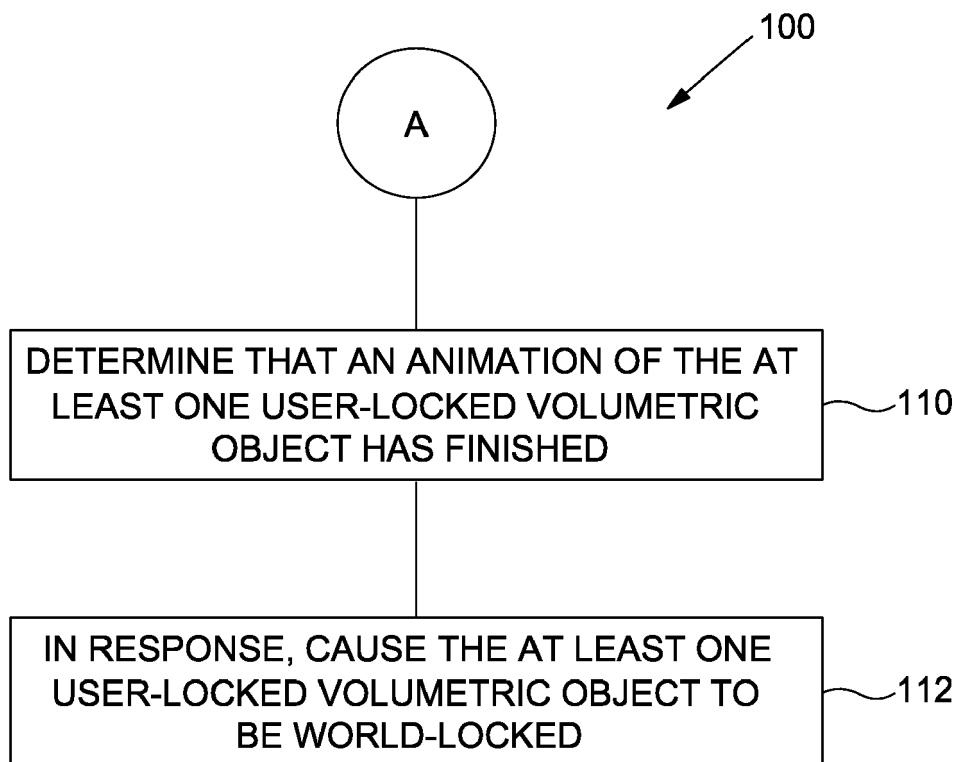 100
A
DETERMINE THAT AN ANIMATION OF THE AT
LEAST ONE USER-LOCKED VOLUMETRIC
OBJECT HAS FINISHED
110
IN RESPONSE, CAUSE THE AT LEAST ONE
USER-LOCKED VOLUMETRIC OBJECT TO
BE WORLD-LOCKED
112